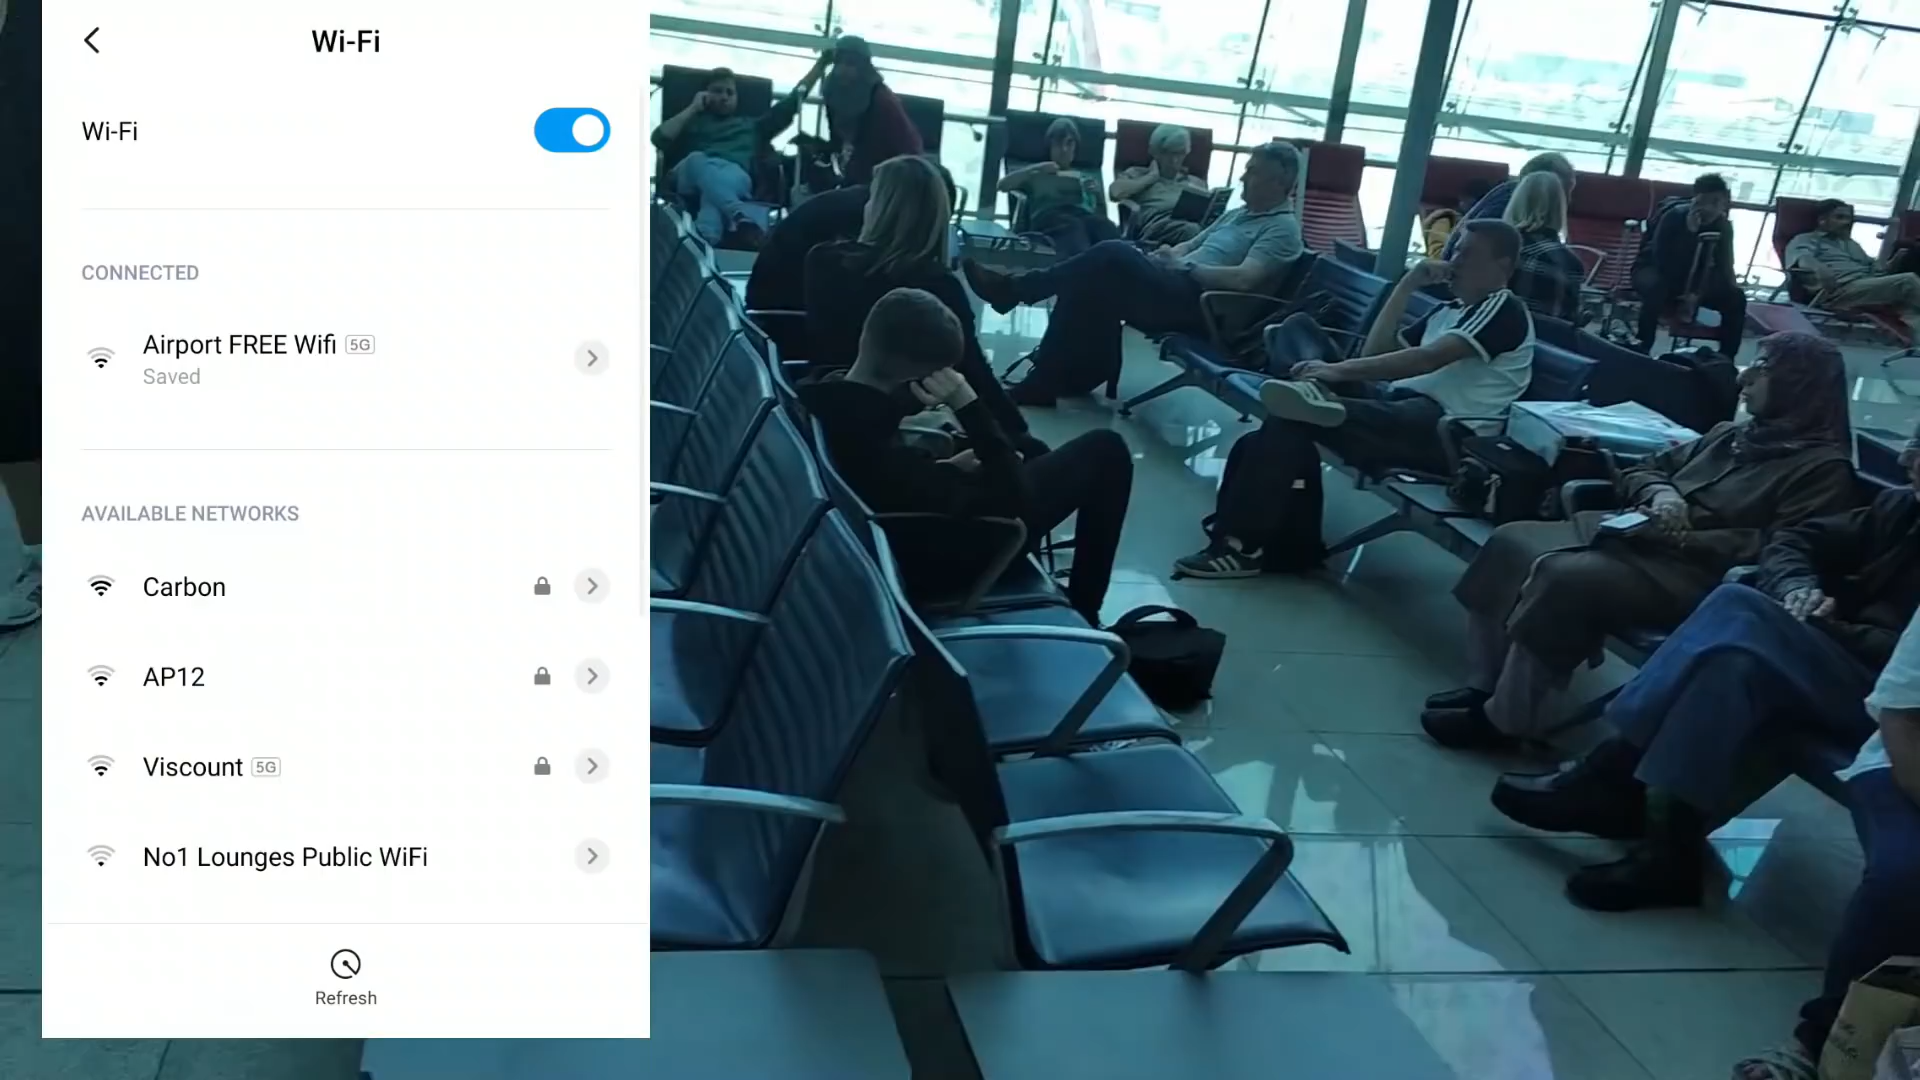 Wi-Fi
Wi-Fi
CONNECTED
Airport FREE Wifi 5G
Saved
AVAILABLE NETWORKS
Carbon
AP12
Viscount 5G
No1 Lounges Public WiFi
Refresh